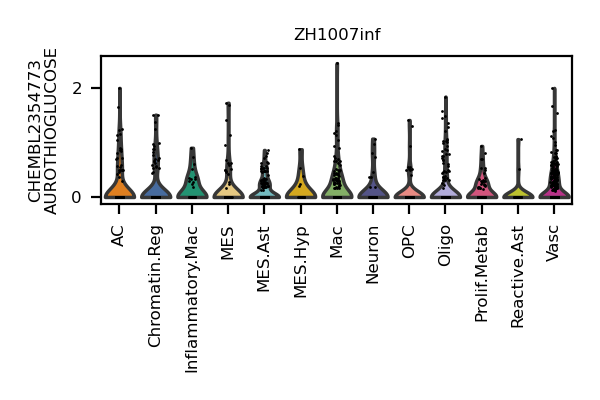 ZH1007inf
CHEMBL2354773
AUROTHIOGLUCOSE
2
0
AC
Chromatin.Reg
Inflammatory.Mac
MES
MES.Ast
MES.Hyp
Mac
Neuron
OPC
Oligo
Prolif.Metab
Reactive.Ast
Vasc